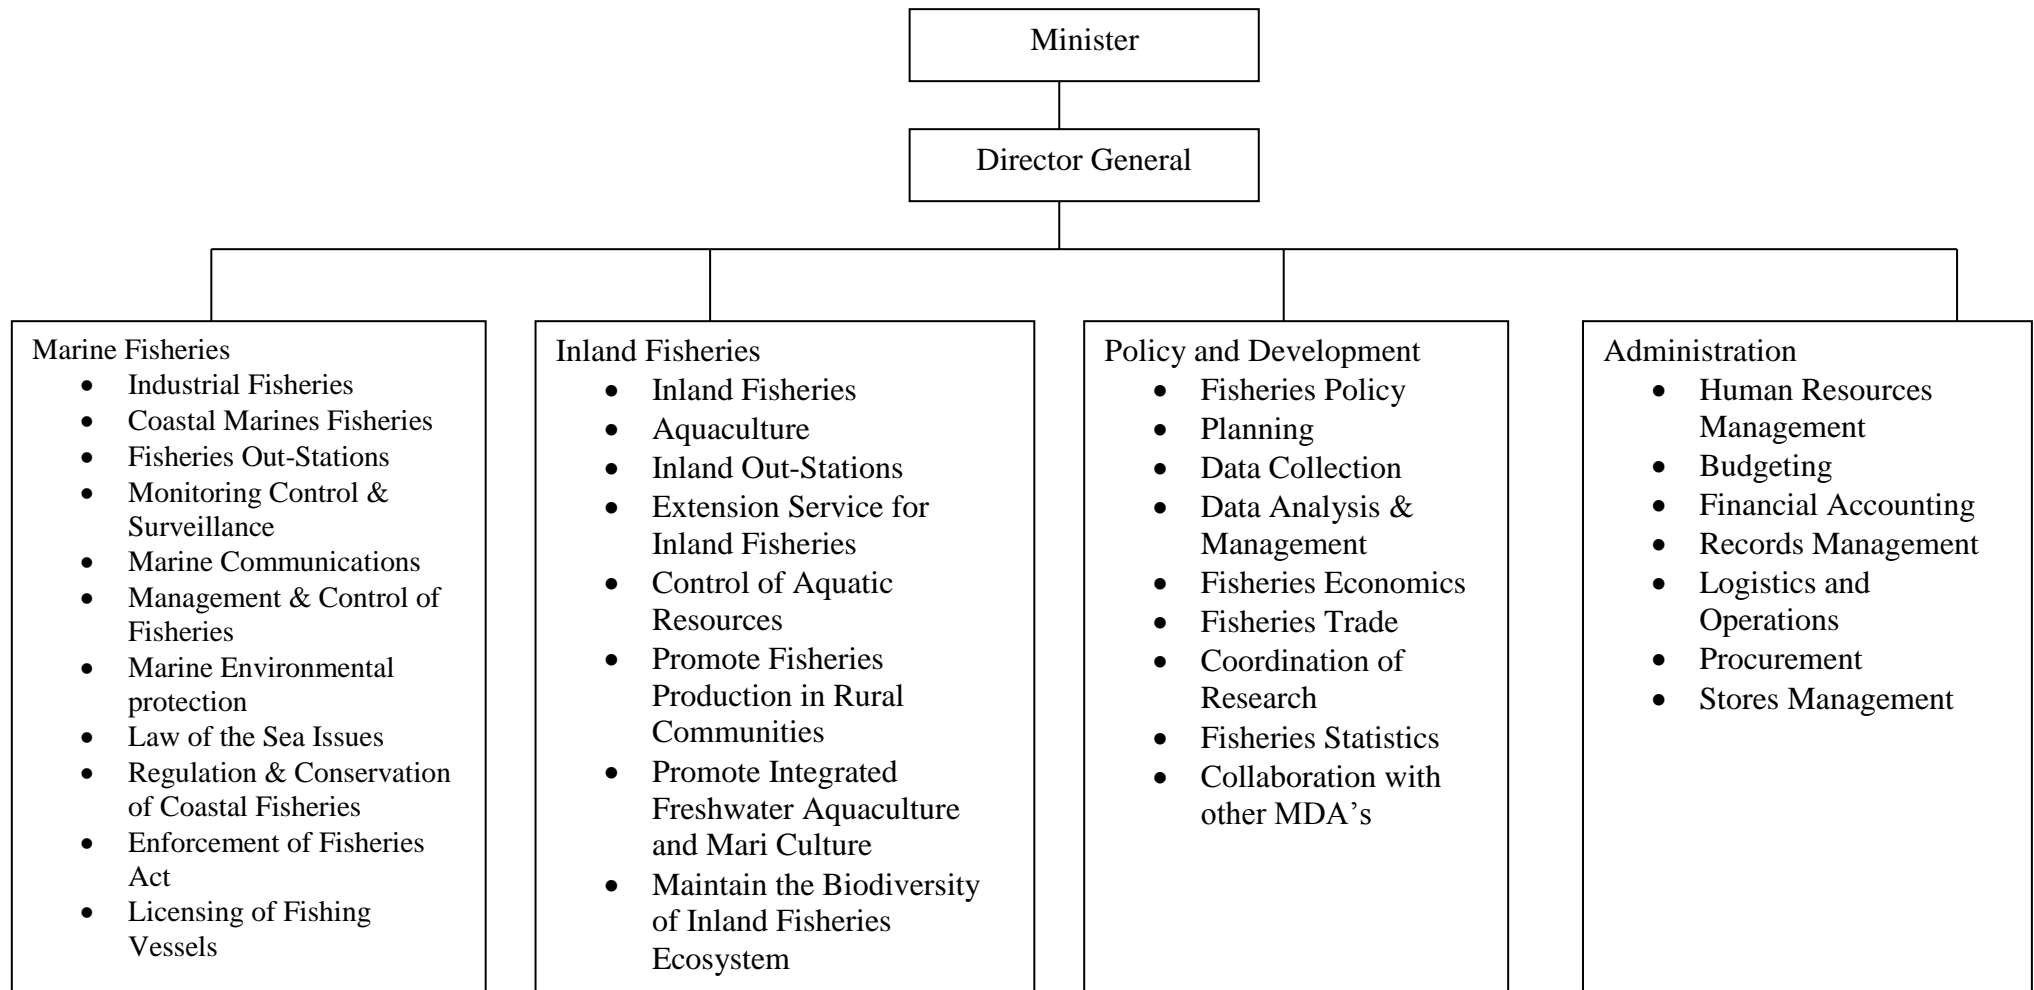 Minister
Director General
Marine Fisheries
• Industrial Fisheries
• Coastal Marines Fisheries
• Fisheries Out-Stations
• Monitoring Control &
Surveillance
• Marine Communications
• Management & Control of
Fisheries
• Marine Environmental
protection
• Law of the Sea Issues
• Regulation & Conservation
of Coastal Fisheries
• Enforcement of Fisheries
Act
• Licensing of Fishing
Vessels
Inland Fisheries
• Inland Fisheries
• Aquaculture
• Inland Out-Stations
• Extension Service for
Inland Fisheries
• Control of Aquatic
Resources
• Promote Fisheries
Production in Rural
Communities
• Promote Integrated
Freshwater Aquaculture
and Mari Culture
• Maintain the Biodiversity
of Inland Fisheries
Ecosystem
Policy and Development
• Fisheries Policy
• Planning
• Data Collection
• Data Analysis &
Management
• Fisheries Economics
• Fisheries Trade
• Coordination of
Research
• Fisheries Statistics
• Collaboration with
other MDA’s
Administration
• Human Resources
Management
• Budgeting
• Financial Accounting
• Records Management
• Logistics and
Operations
• Procurement
• Stores Management